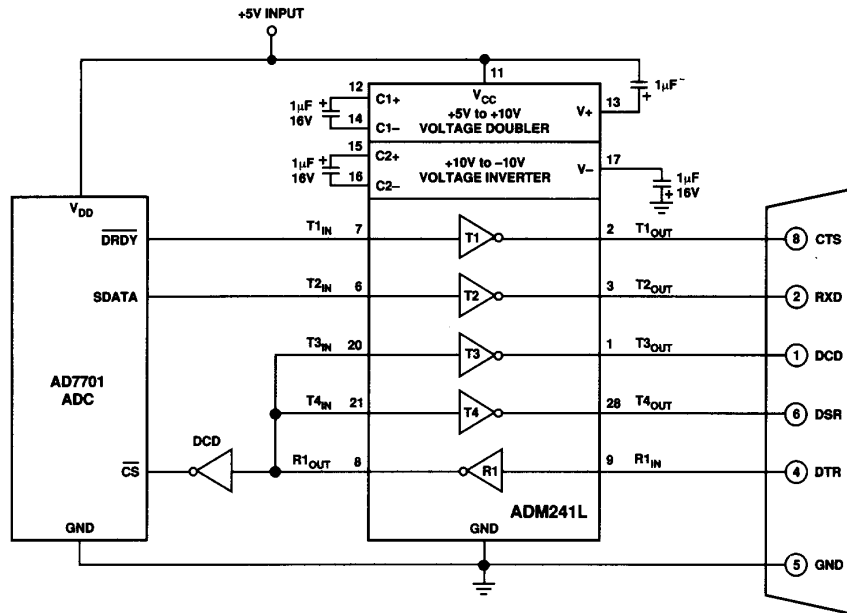 +5V INPUT
11
12
C1+
VCC
1µF
1µF
16V
+5V to +10V
V+
13
14
C1–
VOLTAGE DOUBLER
15
C2+
+10V to –10V
17
1µF
16V
VOLTAGE INVERTER
V–
16
C2–
1µF
16V
VDD
DRDY
T1IN
7
T1
2
T1OUT
8
CTS
SDATA
T2IN
6
T2
3
T2OUT
2
RXD
T3IN
20
T3
1
T3OUT
1
DCD
AD7701
ADC
T4IN
21
T4
28
T4OUT
6
DSR
DCD
CS
R1OUT
8
R1
9
R1IN
4
DTR
ADM241L
GND
GND
5
GND